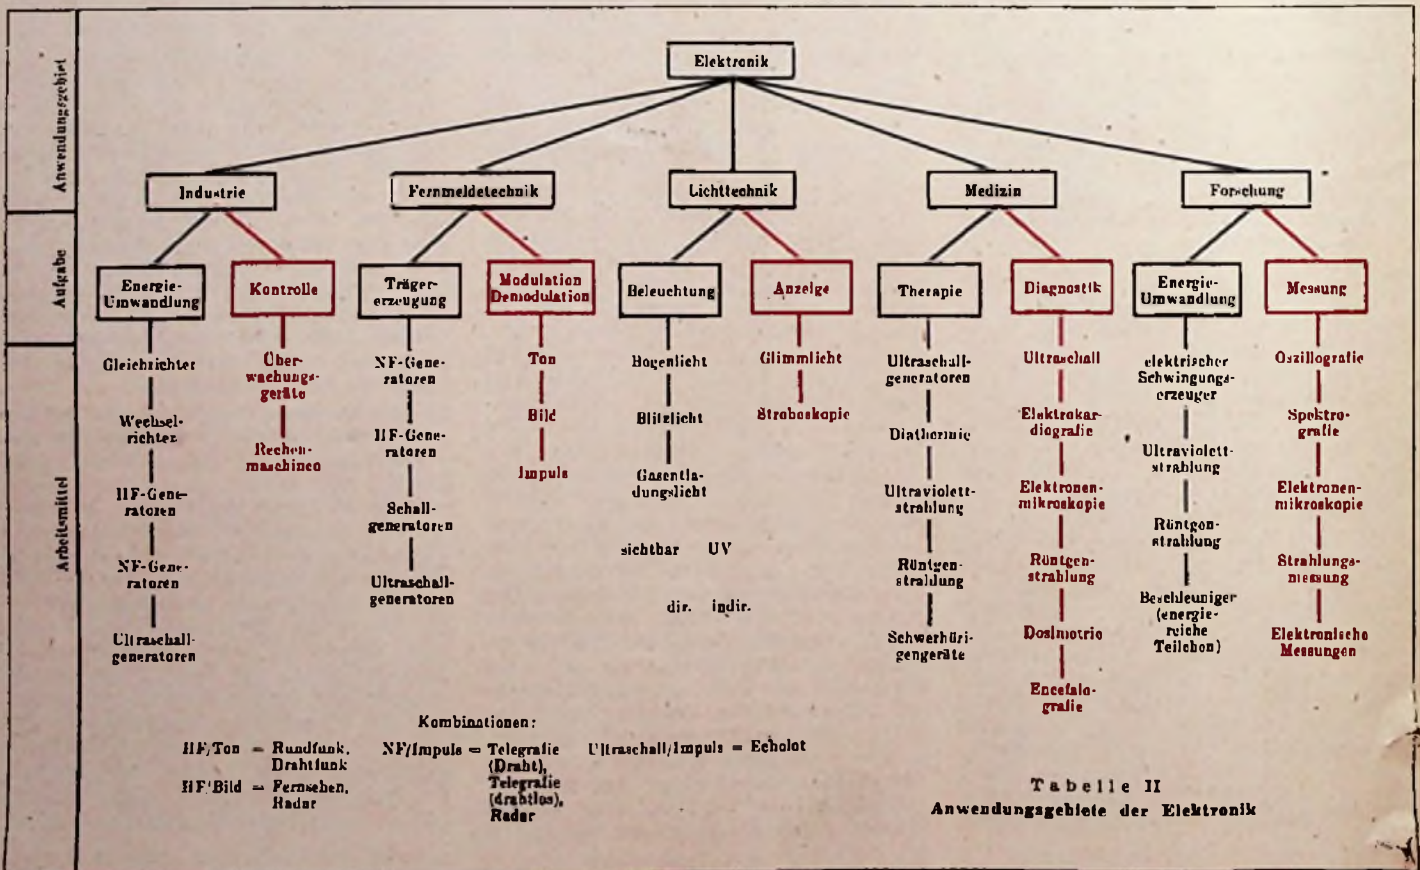 Anwendungsgebiet
Aufgabe
Arbeitsmittel
Elektronik
Industrie
Fernmeldetechnik
Lichttechnik
Medizin
Forschung
Energie-
Umwandlung
Kontrolle
Träger-
erzeugung
Modulation
Demodulation
Beleuchtung
Anzeige
Therapie
Diagnostik
Energie-
Umwandlung
Messung
Gleichrichter
Wechsel-
richter
HF-Gene-
ratoren
NF-Gene-
ratoren
Ultraschall-
generatoren
Über-
wachungs-
geräte
Rechen-
maschinen
NF-Gene-
ratoren
HF-Gene-
ratoren
Schall-
generatoren
Ultraschall-
generatoren
Ton
Bild
Impuls
Bogenlicht
Blitzlicht
Gasentla-
dungslicht
sichtbar UV
dir. indir.
Glimmlicht
Stroboskopie
Ultraschall-
generatoren
Diathermie
Ultraviolett-
strahlung
Röntgen-
strahlung
Schwerhöri-
gengeräte
Ultraschall
Elektrokar-
diografie
Elektronen-
mikroskopie
Röntgen-
strahlung
Dosimetrie
Encefalo-
grafie
elektrischer
Schwingungs-
erzeuger
Ultraviolett-
strahlung
Röntgen-
strahlung
Beschleuniger
(energie-
reiche
Teilchen)
Oszillografie
Spektro-
grafie
Elektronen-
mikroskopie
Strahlungs-
messung
Elektronische
Messungen
Kombinationen:
HF/Ton = Rundfunk,
Drahtfunk
HF/Bild = Fernsehen,
Radar
NF/Impuls = Telegrafie
(Draht),
Telegrafie
(drahtlos),
Radar
Ultraschall/Impuls = Echolot
Tabelle II
Anwendungsgebiete der Elektronik